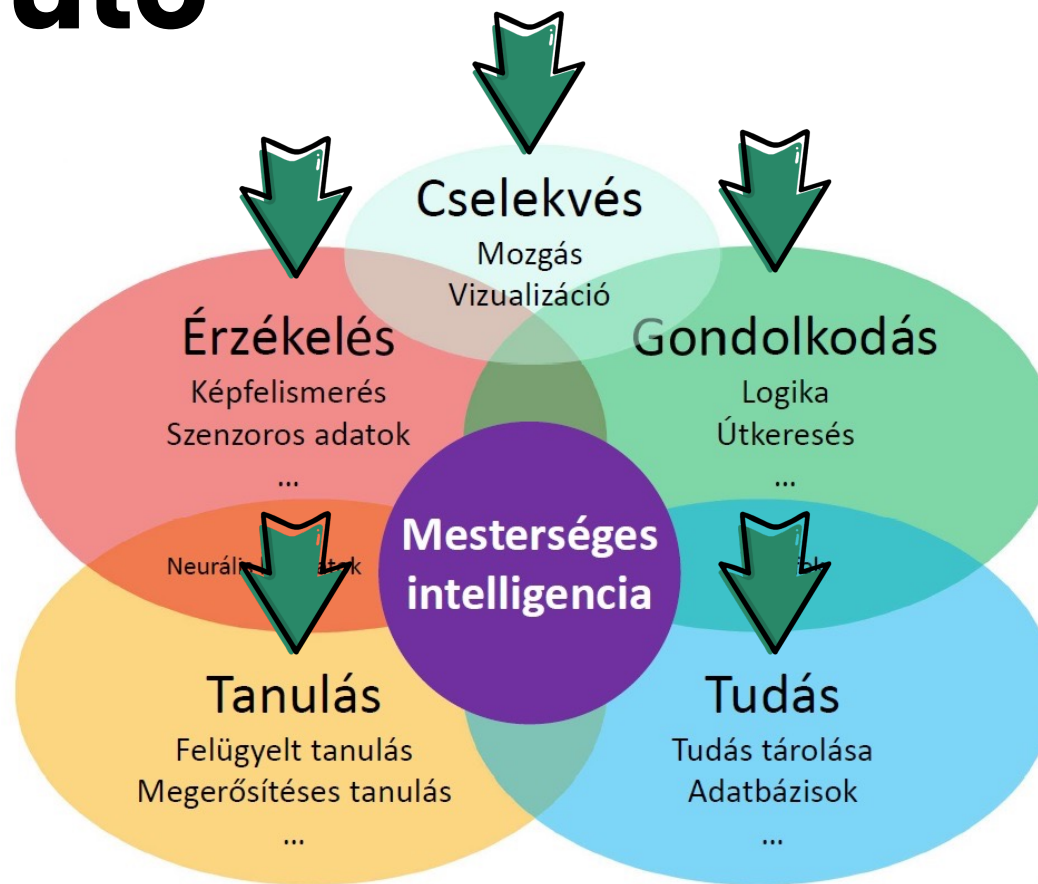 Cselekvés
Mozgás
Vizualizáció
Érzékelés
Képfelismerés
Szenzoros adatok
...
Gondolkodás
Logika
Útkeresés
...
Mesterséges
intelligencia
Tanulás
Felügyelt tanulás
Megerősítéses tanulás
...
Tudás
Tudás tárolása
Adatbázisok
...